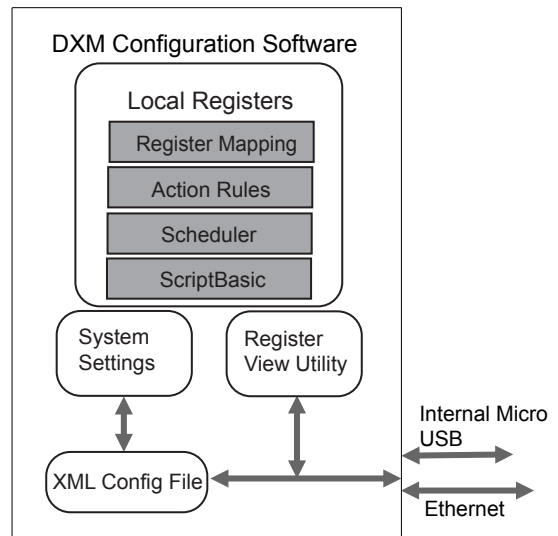 DXM Configuration Software
Local Registers
Register Mapping
Action Rules
Scheduler
ScriptBasic
System
Settings
Register
View Utility
XML Config File
Internal Micro
USB
Ethernet